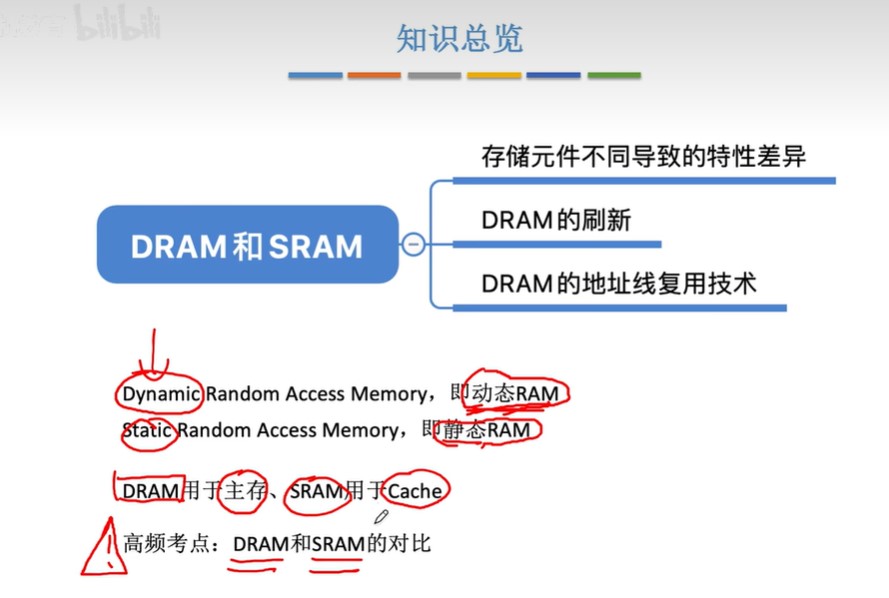 bilibili
知识总览
DRAM和SRAM
存储元件不同导致的特性差异
DRAM的刷新
DRAM的地址线复用技术
Dynamic Random Access Memory，即动态RAM
Static Random Access Memory，即静态RAM
DRAM用于主存、SRAM用于Cache
高频考点：DRAM和SRAM的对比